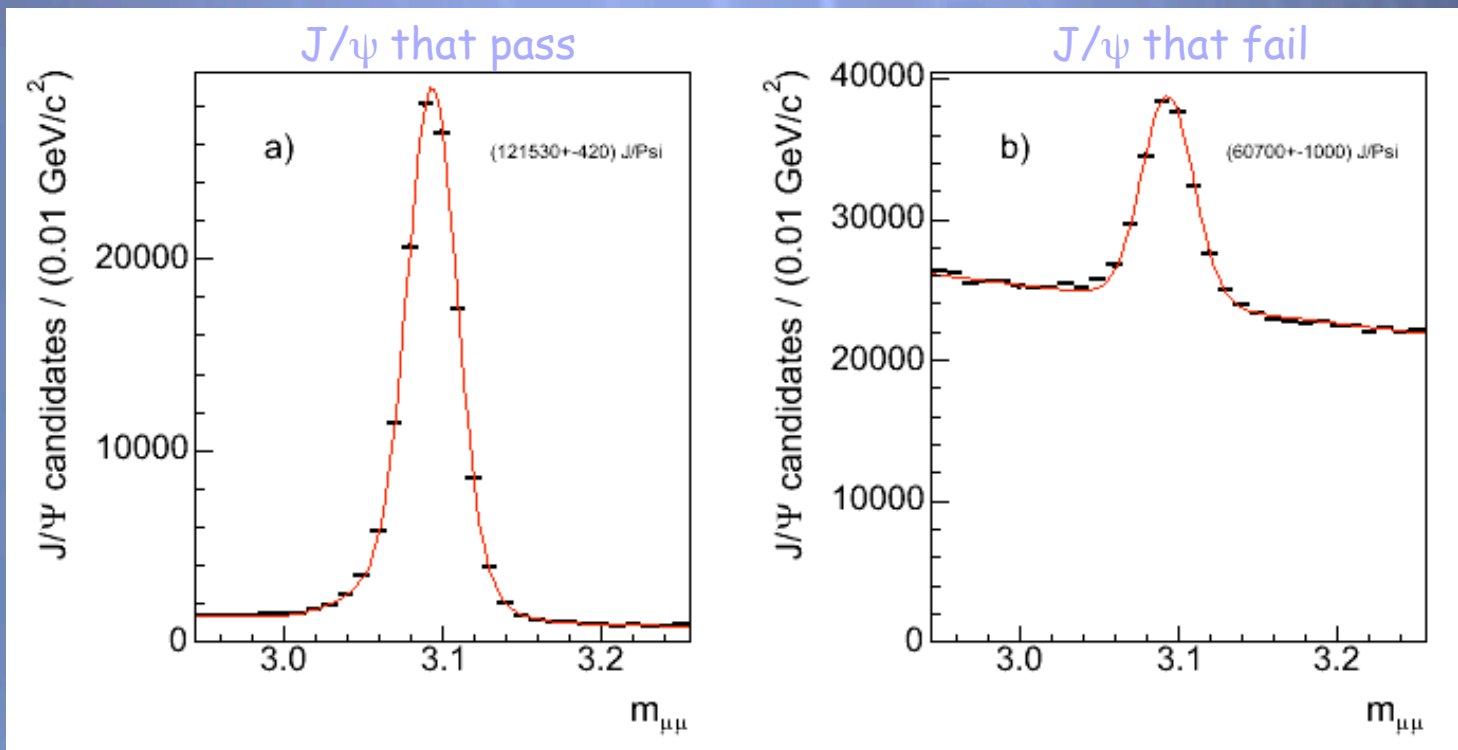 J/ψ that pass
J/Ψ candidates / (0.01 GeV/c²)
a)
(121530+-420) J/Psi
20000
10000
0
3.0 3.1 3.2
m_μμ
J/ψ that fail
J/Ψ candidates / (0.01 GeV/c²)
b)
(60700+-1000) J/Psi
40000
30000
20000
10000
0
3.0 3.1 3.2
m_μμ